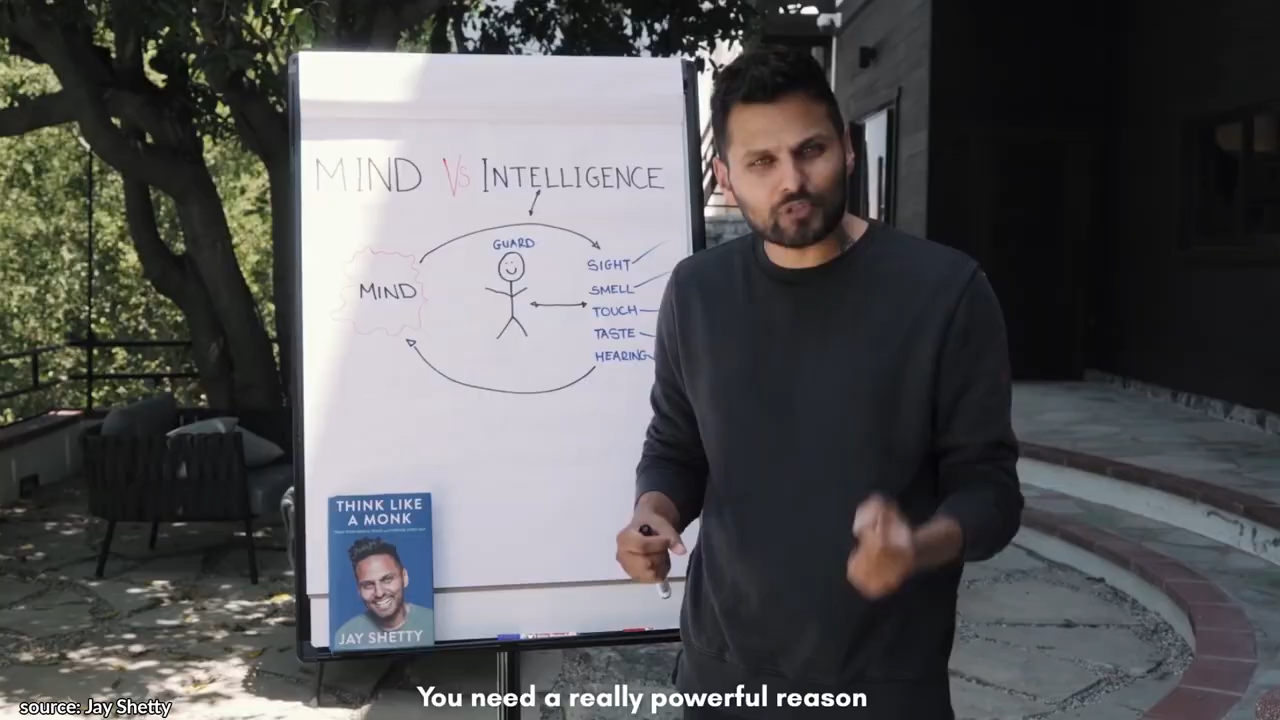 MIND Vs INTELLIGENCE
GUARD
MIND
SIGHT
SMELL
TOUCH
TASTE
HEARING
THINK LIKE
A MONK
JAY SHETTY
You need a really powerful reason
source: Jay Shetty